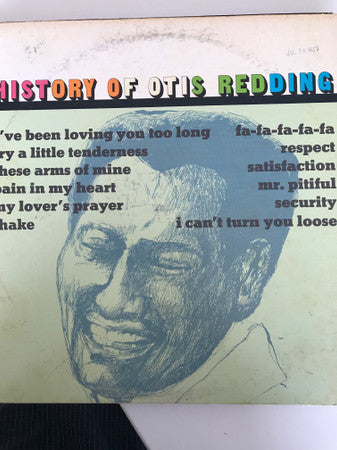 HISTORY OF OTIS REDDING
've been loving you too long
ry a little tenderness
hese arms of mine
pain in my heart
my lover's prayer
hake
fa-fa-fa-fa-fa
respect
satisfaction
mr. pitiful
security
i can't turn you loose